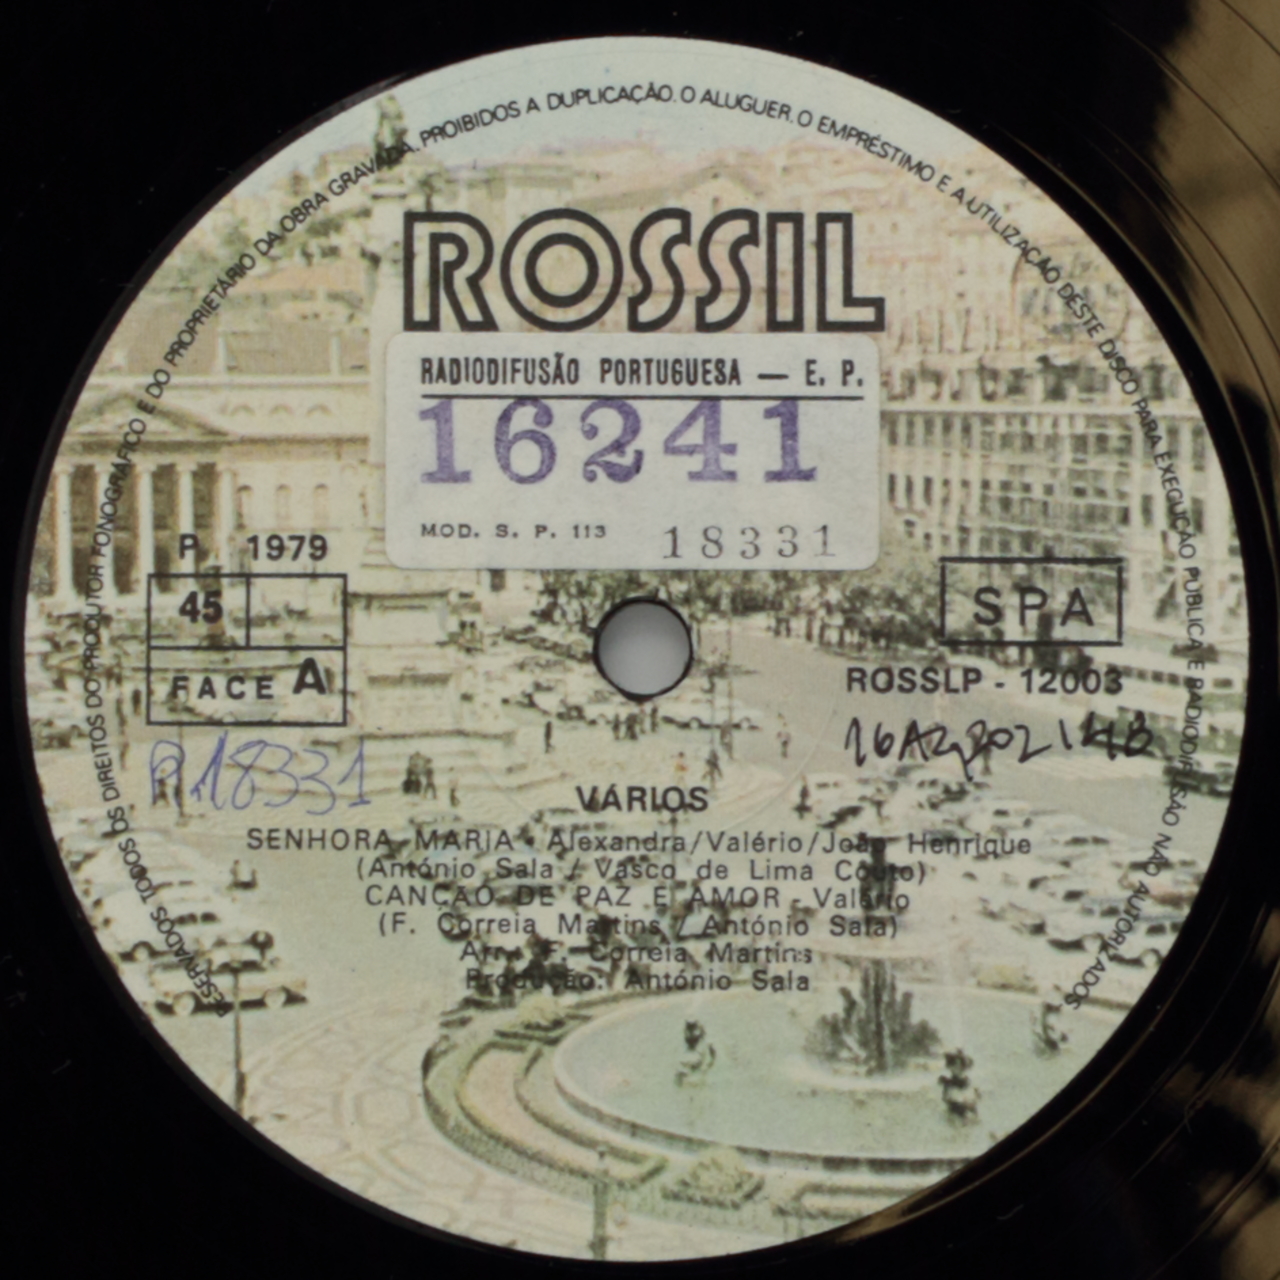 RESERVADOS TODOS OS DIREITOS DO PRODUTOR FONOGRÁFICO E DO PROPRIETÁRIO DA OBRA GRAVADA. PROIBIDOS A DUPLICAÇÃO. O ALUGUER. O EMPRÉSTIMO E A UTILIZAÇÃO DESTE DISCO PARA EXECUÇÃO PÚBLICA E RADIODIFUSÃO NÃO AUTORIZADOS
ROSSIL
RADIODIFUSÃO PORTUGUESA — E. P.
16241
MOD. S. P. 113 18331
P 1979
45
FACE A
R.18331
SPA
ROSSLP - 12003
VÁRIOS
SENHORA MARIA - Alexandra/Valério/João Henrique
(António Sala / Vasco de Lima Couto)
CANÇÃO DE PAZ E AMOR - Valério
(F. Correia Martins / António Sala)
Arr.: F. Correia Martins
Produção: António Sala